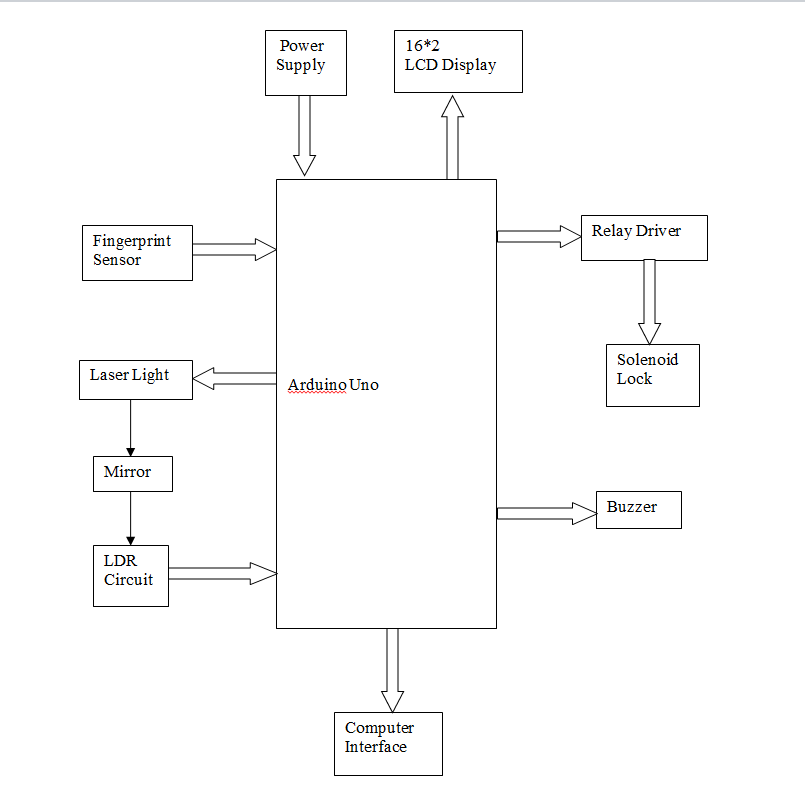 Power
Supply
16*2
LCD Display
Fingerprint
Sensor
Relay Driver
Laser Light
Arduino Uno
Solenoid
Lock
Mirror
Buzzer
LDR
Circuit
Computer
Interface